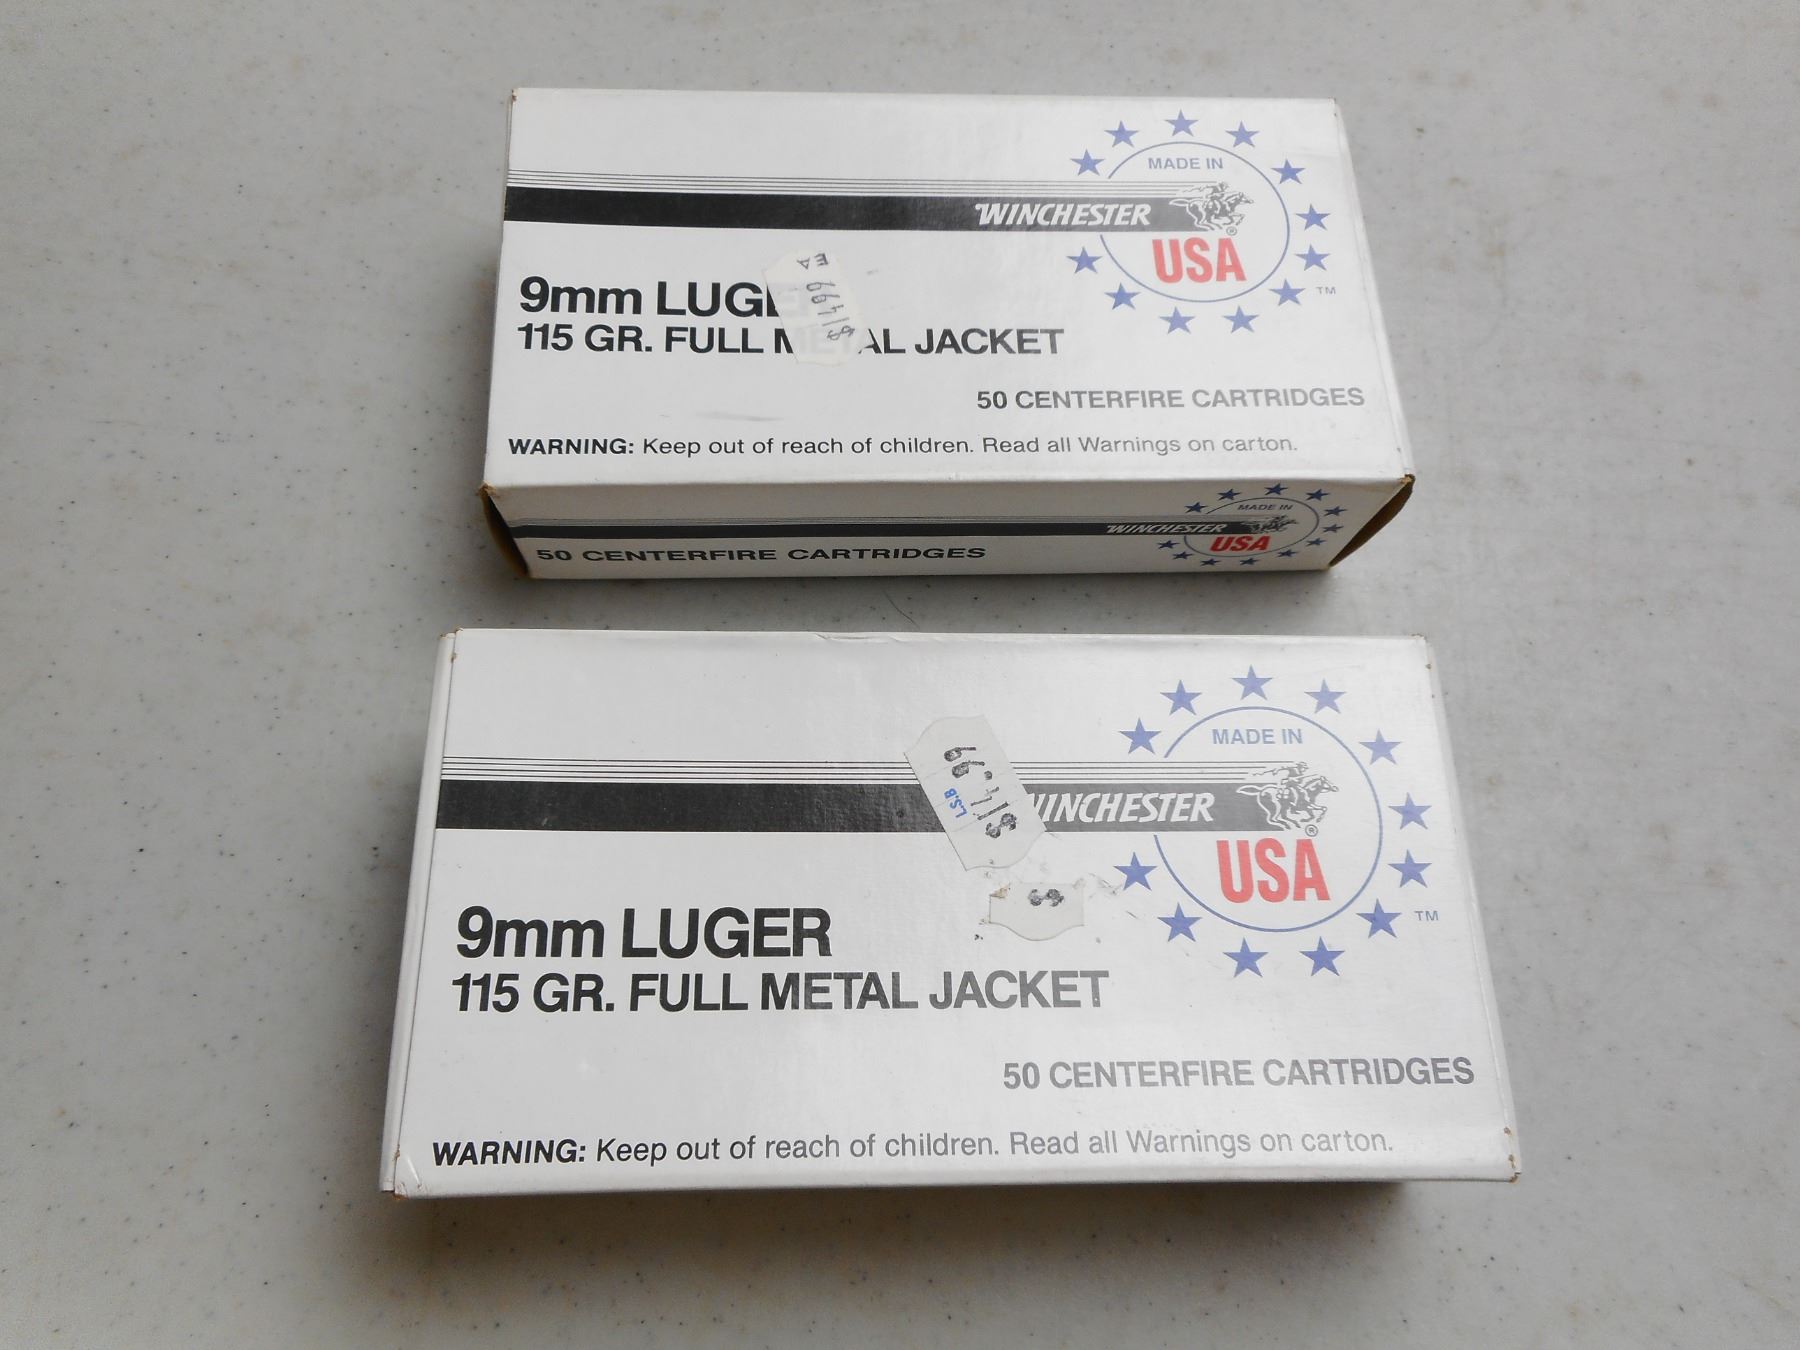 MADE IN
WINCHESTER ®
USA
TM
EA
$14.99
9mm LUGE
115 GR. FULL METAL JACKET
50 CENTERFIRE CARTRIDGES
WARNING: Keep out of reach of children. Read all Warnings on carton.
MADE IN
WINCHESTER
USA
50 CENTERFIRE CARTRIDGES
MADE IN
WINCHESTER ®
USA
TM
$14.99
L.S.B
$
9mm LUGER
115 GR. FULL METAL JACKET
50 CENTERFIRE CARTRIDGES
WARNING: Keep out of reach of children. Read all Warnings on carton.